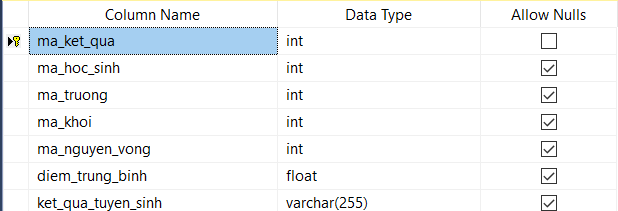 Column Name Data Type Allow Nulls
ma_ket_qua int
ma_hoc_sinh int
ma_truong int
ma_khoi int
ma_nguyen_vong int
diem_trung_binh float
ket_qua_tuyen_sinh varchar(255)